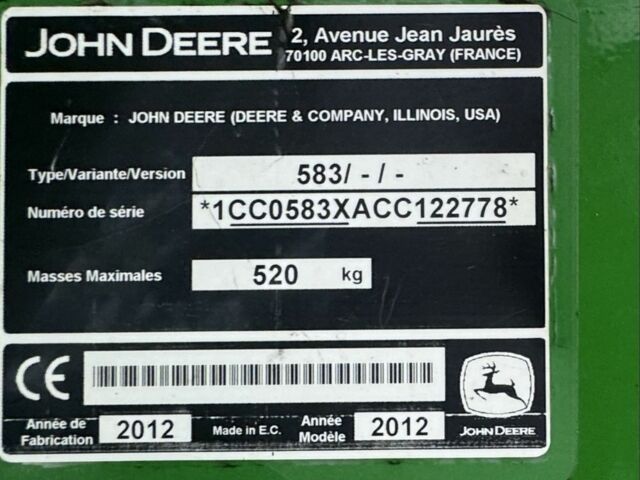 JOHN DEERE
2, Avenue Jean Jaurès
70100 ARC-LES-GRAY (FRANCE)
Marque : JOHN DEERE (DEERE & COMPANY, ILLINOIS, USA)
Type/Variante/Version 583/ - / -
Numéro de série *1CC0583XACC122778*
Masses Maximales 520 kg
CE
Année de Fabrication 2012
Made in E.C.
Année Modèle 2012
JOHN DEERE